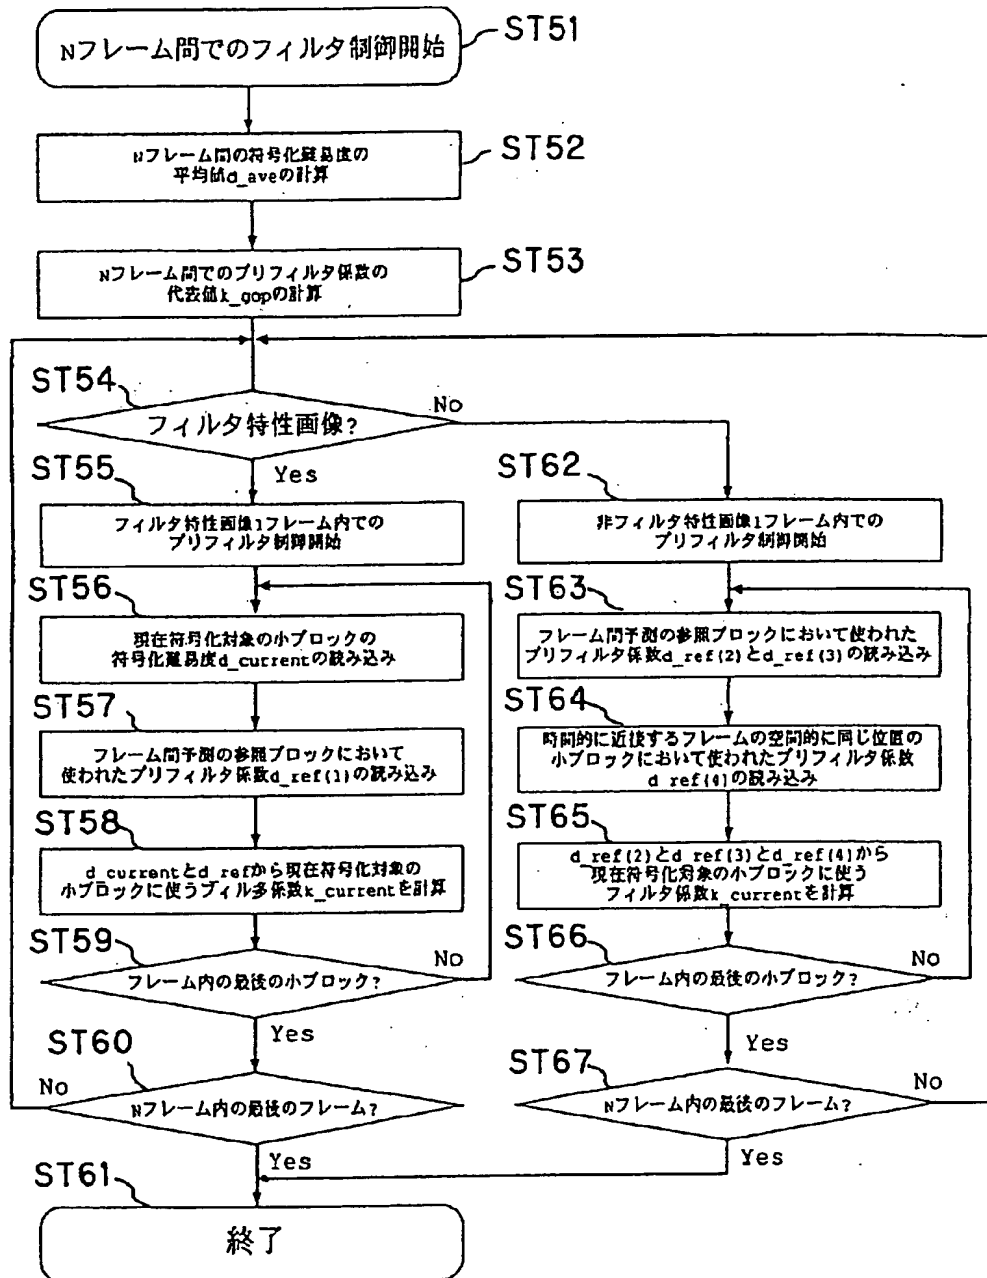 ST51
Nフレーム間でのフィルタ制御開始
ST52
Nフレーム間の符号化難易度の
平均値d_aveの計算
ST53
Nフレーム間でのプリフィルタ係数の
代表値k_gopの計算
ST54
フィルタ特性画像?
No
Yes
ST55
フィルタ特性画像1フレーム内での
プリフィルタ制御開始
ST56
現在符号化対象の小ブロックの
符号化難易度d_currentの読み込み
ST57
フレーム間予測の参照ブロックにおいて
使われたプリフィルタ係数d_ref(1)の読み込み
ST58
d_currentとd_refから現在符号化対象の
小ブロックに使うフィル多係数k_currentを計算
ST59
フレーム内の最後の小ブロック?
No
Yes
ST60
Nフレーム内の最後のフレーム?
No
Yes
ST61
終了
ST62
非フィルタ特性画像1フレーム内での
プリフィルタ制御開始
ST63
フレーム間予測の参照ブロックにおいて使われた
プリフィルタ係数d_ref(2)とd_ref(3)の読み込み
ST64
時間的に近後するフレームの空間的に同じ位置の
小ブロックにおいて使われたプリフィルタ係数
d_ref(4)の読み込み
ST65
d_ref(2)とd_ref(3)とd_ref(4)から
現在符号化対象の小ブロックに使う
フィルタ係数k_currentを計算
ST66
フレーム内の最後の小ブロック?
No
Yes
ST67
Nフレーム内の最後のフレーム?
No
Yes